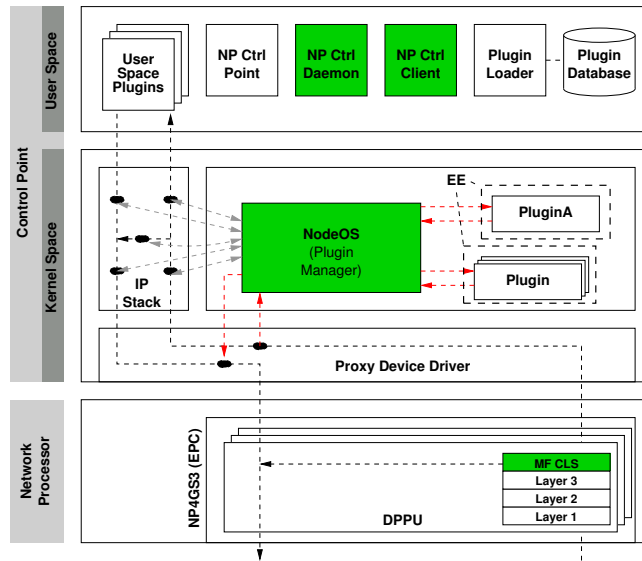 Control Point
User Space
User
Space
Plugins
NP Ctrl
Point
NP Ctrl
Daemon
NP Ctrl
Client
Plugin
Loader
Plugin
Database
Kernel Space
IP
Stack
NodeOS
(Plugin
Manager)
EE
PluginA
Plugin
Proxy Device Driver
Network
Processor
NP4GS3 (EPC)
MF CLS
Layer 3
Layer 2
Layer 1
DPPU